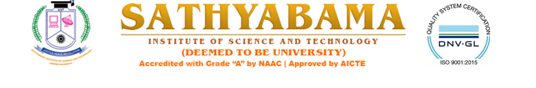 SATHYABAMA
INSTITUTE OF SCIENCE AND TECHNOLOGY
(DEEMED TO BE UNIVERSITY)
Accredited with Grade “A” by NAAC | Approved by AICTE
QUALITY SYSTEM CERTIFICATION
DNV·GL
ISO 9001:2015